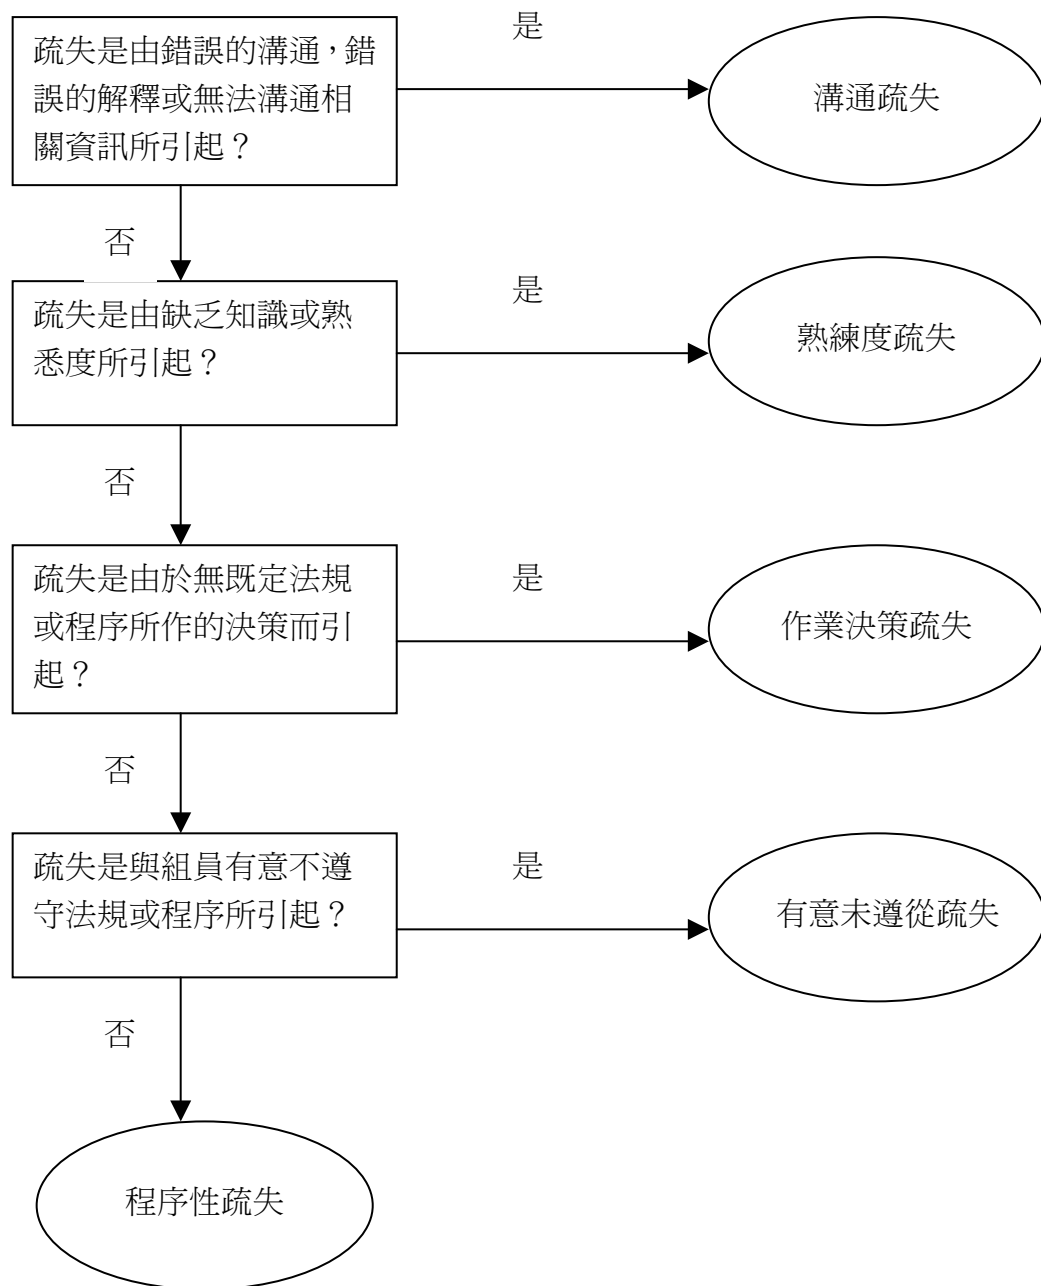 是
疏失是由錯誤的溝通，錯
誤的解釋或無法溝通相
關資訊所引起？
溝通疏失
否
是
疏失是由缺乏知識或熟
悉度所引起？
熟練度疏失
否
是
疏失是由於無既定法規
或程序所作的決策而引
起？
作業決策疏失
否
是
疏失是與組員有意不遵
守法規或程序所引起？
有意未遵從疏失
否
程序性疏失